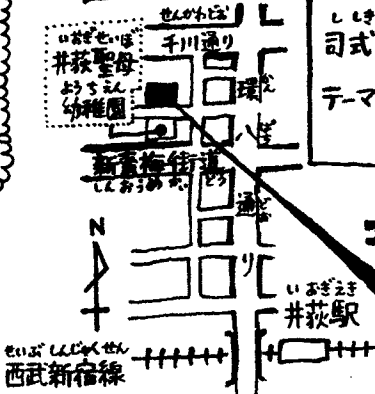 せんかわどお
千川通り
いおぎせいぼ
井荻聖母
ようちえん
幼稚園
かん
環
ぱち
八
どお
通
り
新青梅街道
しんおうめかいどう
N
いおぎえき
井荻駅
せいぶしんじゅくせん
西武新宿線
しき
司式
テーマ